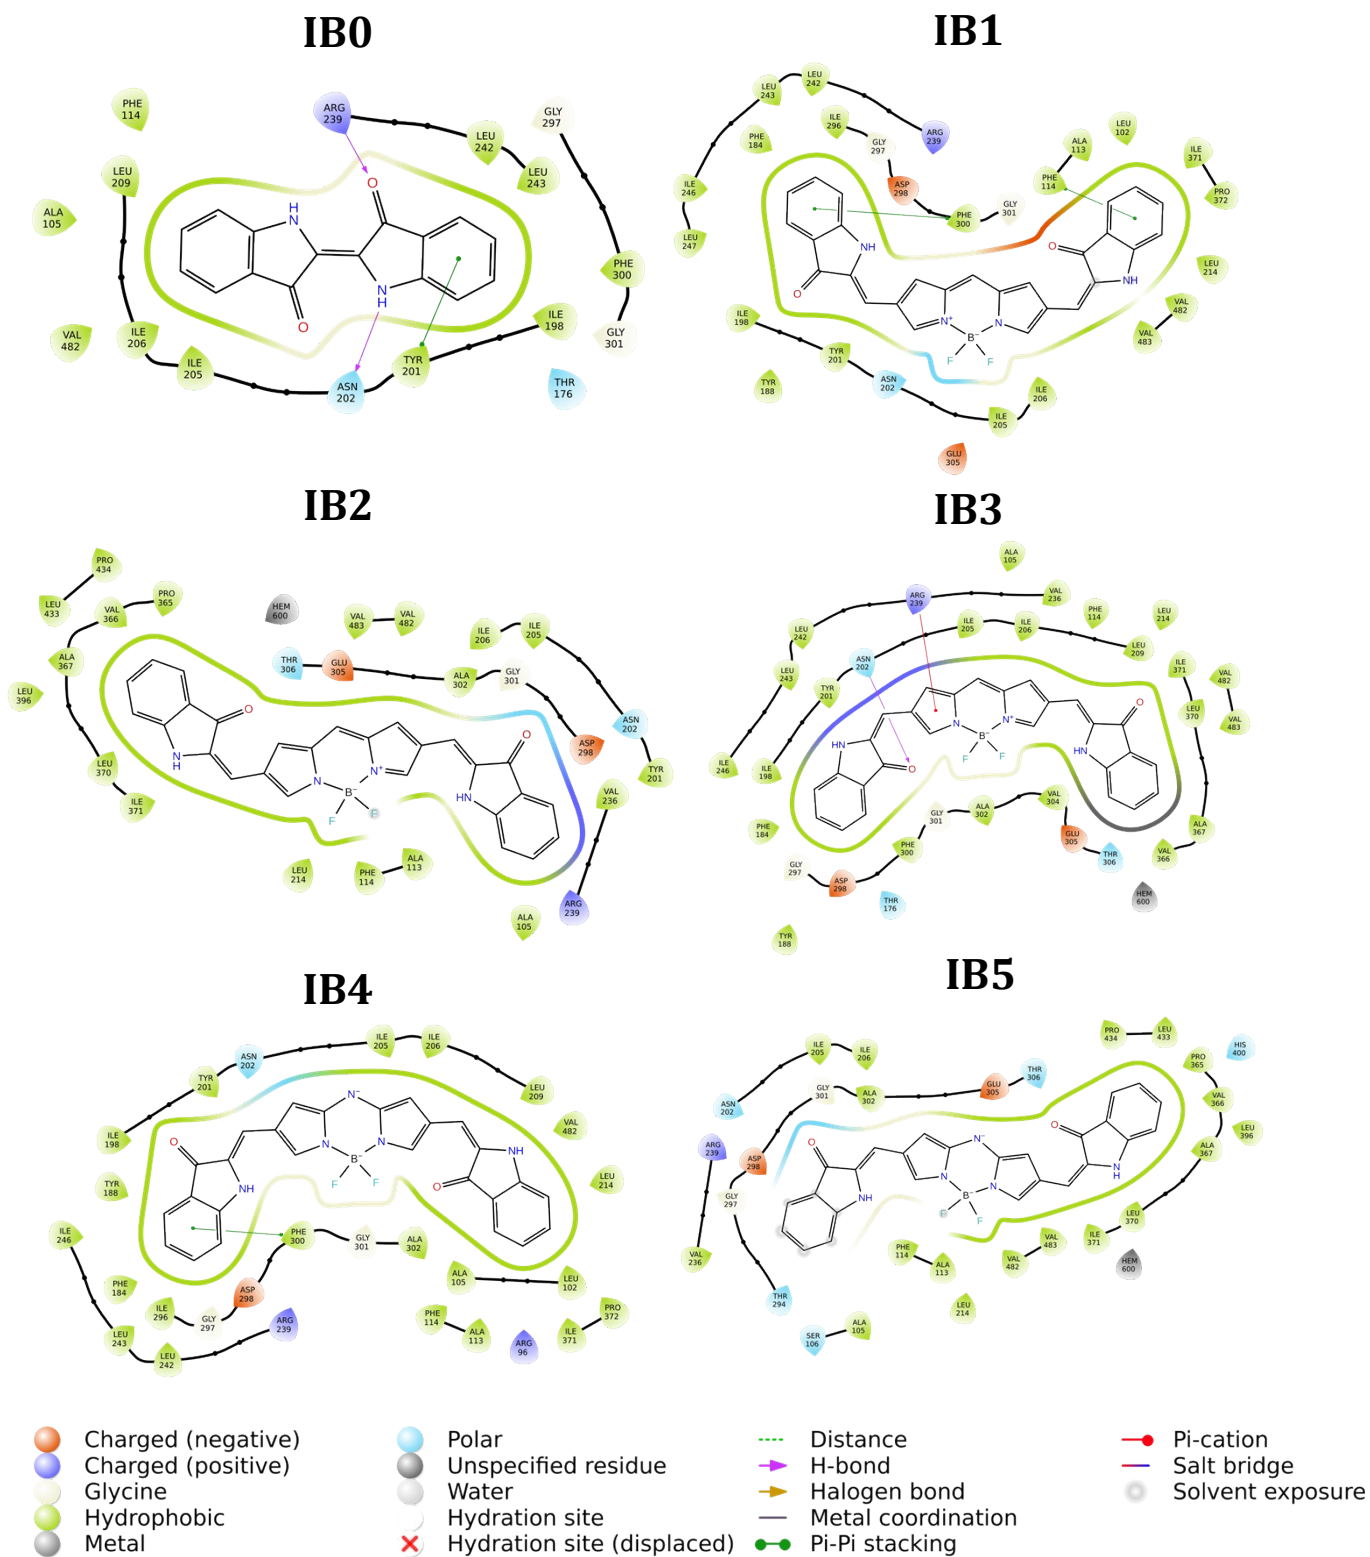 IB0
PHE
114
ARG
239
GLY
297
LEU
242
LEU
209
LEU
243
ALA
105
H
N
O
O
N
H
PHE
300
VAL
482
ILE
206
ILE
205
ASN
202
TYR
201
ILE
198
GLY
301
THR
176
IB1
LEU
242
LEU
243
ILE
296
GLY
297
ARG
239
PHE
184
ASP
298
PHE
300
GLY
301
PHE
114
ALA
113
LEU
102
ILE
371
PRO
372
ILE
246
LEU
247
NH
O
O
NH
N⁺
N
B⁻
F
F
LEU
214
VAL
482
VAL
483
ILE
198
TYR
201
TYR
188
ASN
202
ILE
205
ILE
206
GLU
305
IB2
PRO
434
LEU
433
VAL
366
PRO
365
HEM
600
VAL
483
VAL
482
ILE
206
ILE
205
ALA
367
THR
306
GLU
305
ALA
302
GLY
301
LEU
396
O
NH
N
N⁺
B⁻
F
F
O
HN
ASP
298
ASN
202
TYR
201
LEU
370
ILE
371
VAL
236
LEU
214
PHE
114
ALA
113
ALA
105
ARG
239
IB3
ALA
105
ARG
239
VAL
236
PHE
114
LEU
214
LEU
242
ILE
205
ILE
206
LEU
209
ASN
202
LEU
243
TYR
201
ILE
371
VAL
482
LEU
370
VAL
483
ILE
246
ILE
198
HN
O
N
N⁺
B⁻
F
F
O
HN
PHE
184
GLY
301
ALA
302
VAL
304
PHE
300
GLU
305
THR
306
ALA
367
VAL
366
GLY
297
ASP
298
THR
176
HEM
600
TYR
188
IB4
ILE
205
ILE
206
ASN
202
TYR
201
LEU
209
ILE
198
VAL
482
O
NH
N⁻
N
N
B⁻
F
F
NH
O
TYR
188
LEU
214
ILE
246
PHE
300
GLY
301
ALA
302
PHE
184
ASP
298
ALA
105
LEU
102
ILE
296
GLY
297
ARG
239
LEU
243
LEU
242
PHE
114
ALA
113
ARG
96
ILE
371
PRO
372
IB5
PRO
434
LEU
433
HIS
400
ILE
205
ILE
206
PRO
365
GLY
301
ALA
302
GLU
305
THR
306
VAL
366
ASN
202
LEU
396
ARG
239
ASP
298
ALA
367
GLY
297
O
NH
N⁻
N
N
B⁻
F
F
O
N
H
VAL
236
LEU
370
ILE
371
PHE
114
ALA
113
VAL
482
VAL
483
HEM
600
THR
294
LEU
214
SER
106
ALA
105
Charged (negative)
Charged (positive)
Glycine
Hydrophobic
Metal
Polar
Unspecified residue
Water
Hydration site
Hydration site (displaced)
Distance
H-bond
Halogen bond
Metal coordination
Pi-Pi stacking
Pi-cation
Salt bridge
Solvent exposure